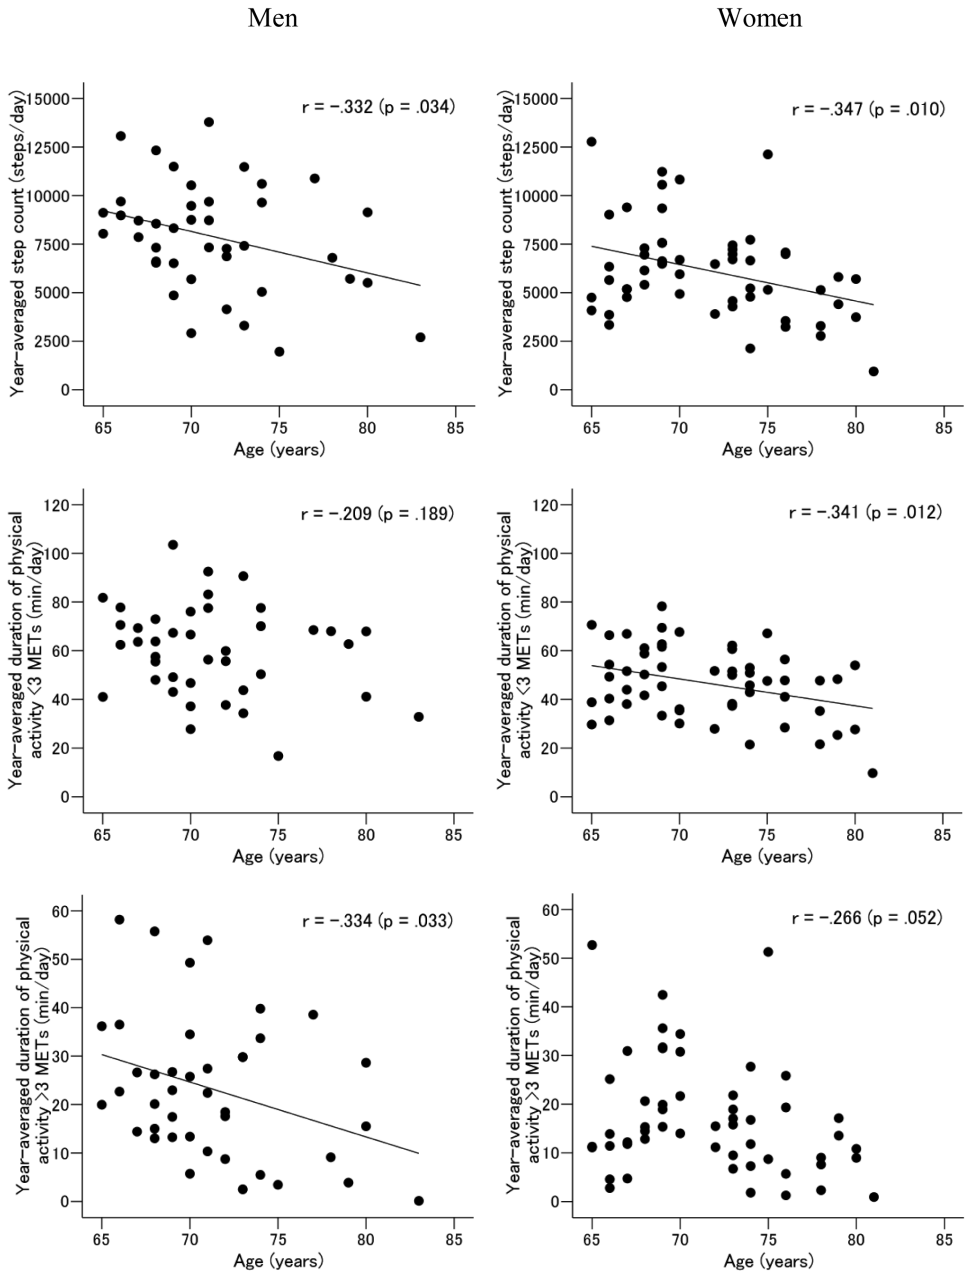 Men
Women
Year-averaged step count (steps/day)
15000
12500
10000
7500
5000
2500
0
r = -.332 (p = .034)
65 70 75 80 85
Age (years)
Year-averaged step count (steps/day)
15000
12500
10000
7500
5000
2500
0
r = -.347 (p = .010)
65 70 75 80 85
Age (years)
Year-averaged duration of physical
activity <3 METs (min/day)
120
100
80
60
40
20
0
r = -.209 (p = .189)
65 70 75 80 85
Age (years)
Year-averaged duration of physical
activity <3 METs (min/day)
120
100
80
60
40
20
0
r = -.341 (p = .012)
65 70 75 80 85
Age (years)
Year-averaged duration of physical
activity >3 METs (min/day)
60
50
40
30
20
10
0
r = -.334 (p = .033)
65 70 75 80 85
Age (years)
Year-averaged duration of physical
activity >3 METs (min/day)
60
50
40
30
20
10
0
r = -.266 (p = .052)
65 70 75 80 85
Age (years)